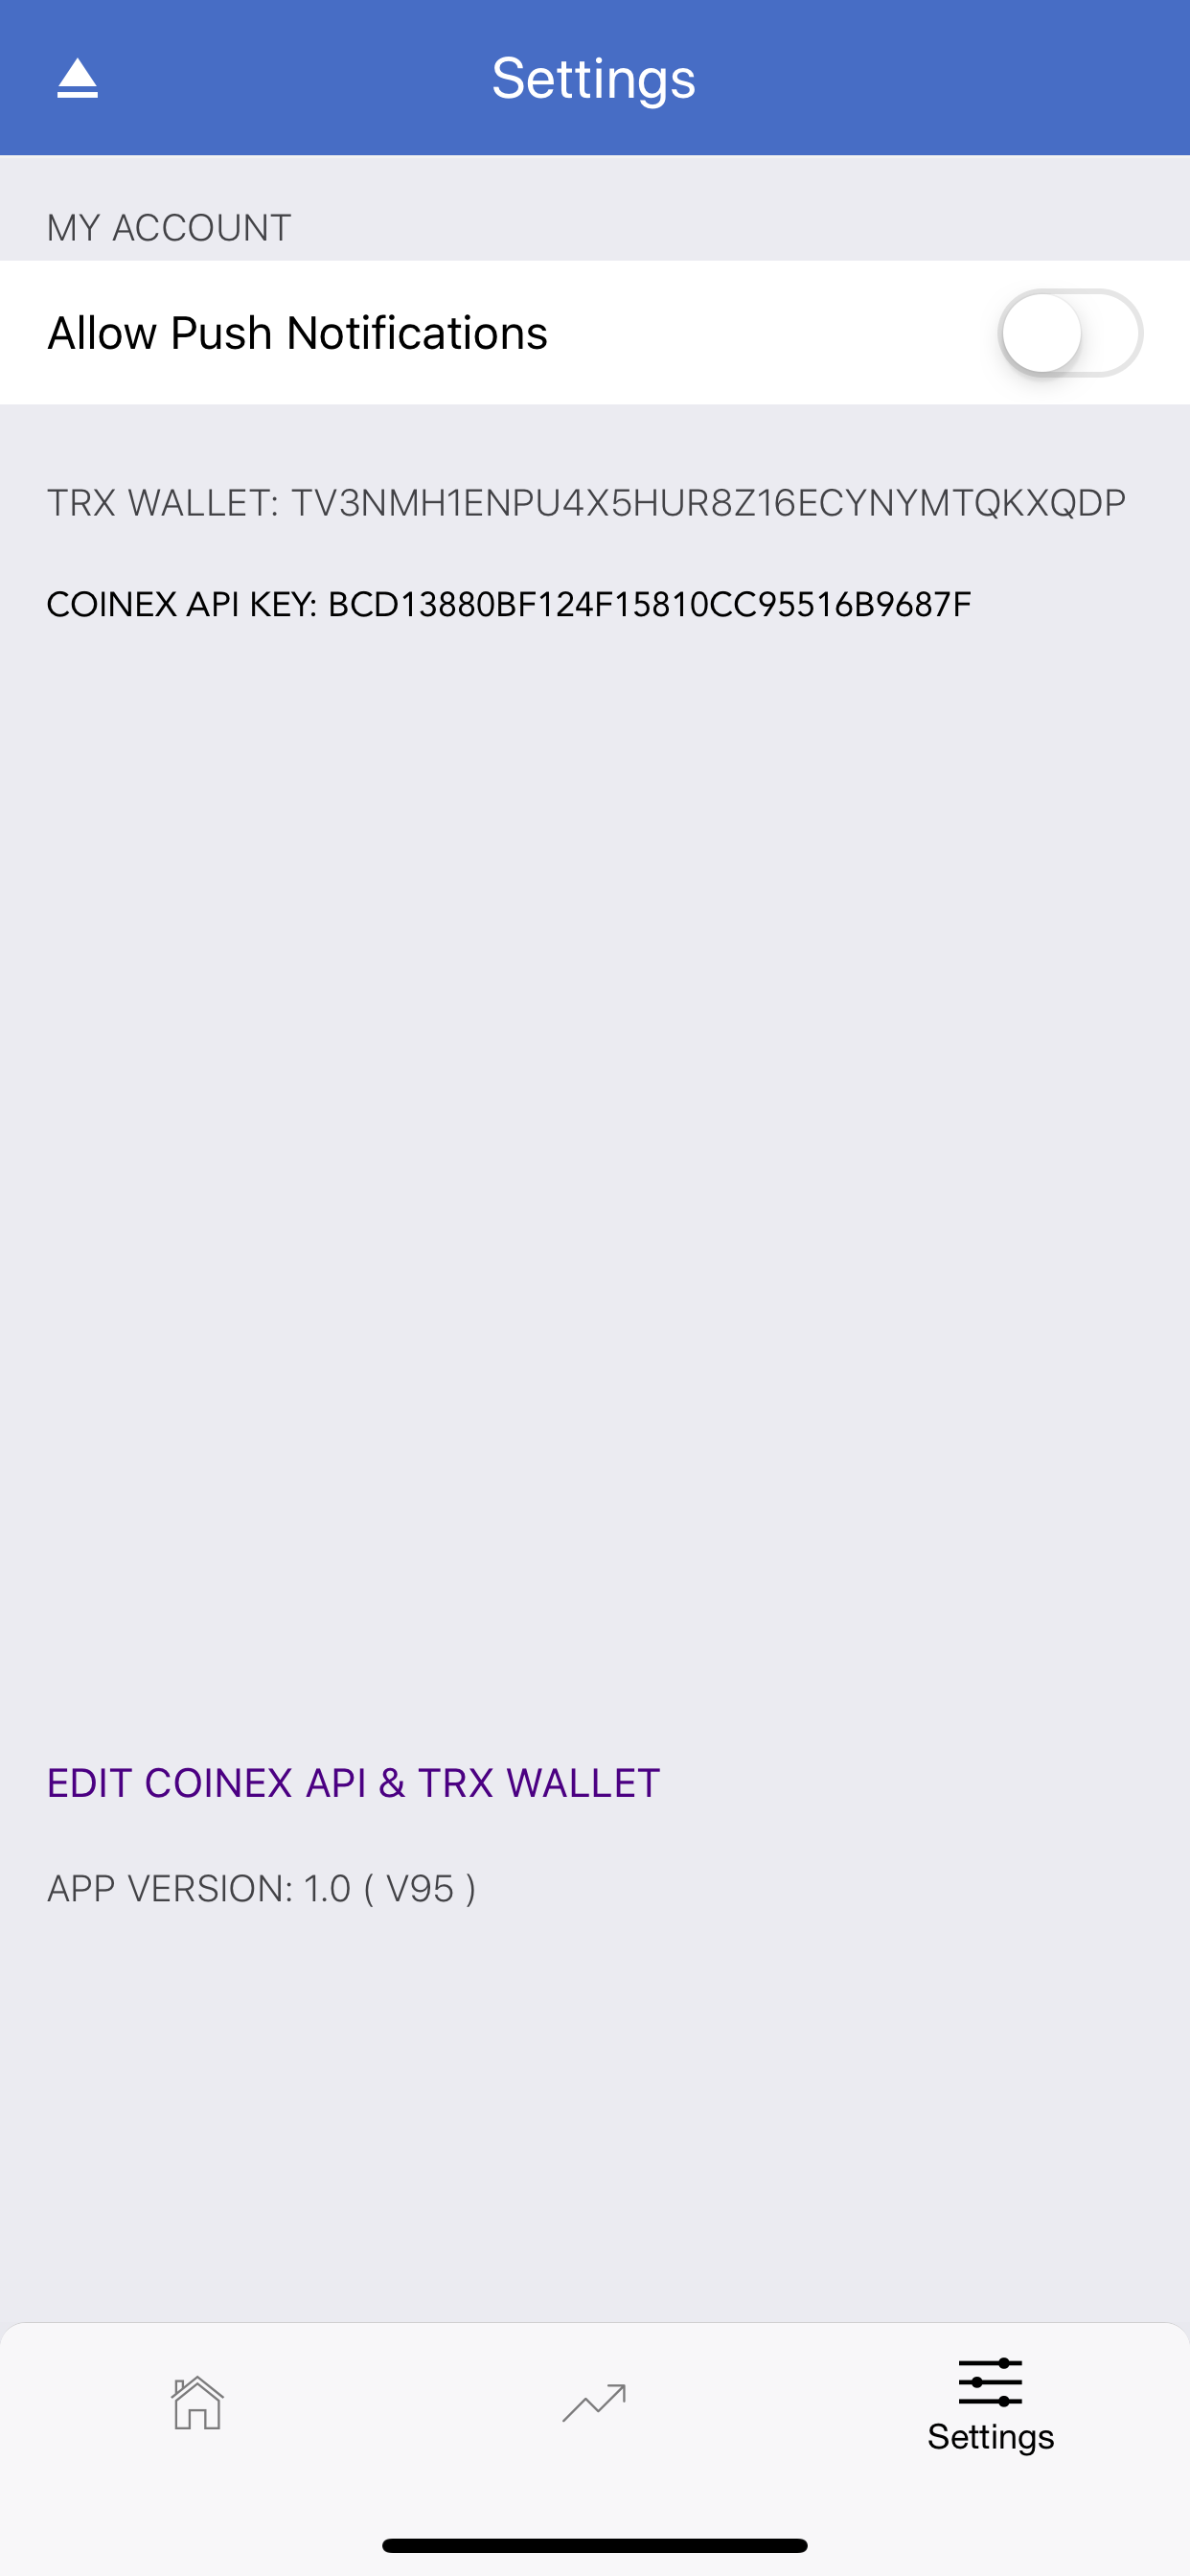 Settings
MY ACCOUNT
Allow Push Notifications
TRX WALLET: TV3NMH1ENPU4X5HUR8Z16ECYNYMTQKXQDP
COINEX API KEY: BCD13880BF124F15810CC95516B9687F
EDIT COINEX API & TRX WALLET
APP VERSION: 1.0 ( V95 )
Settings